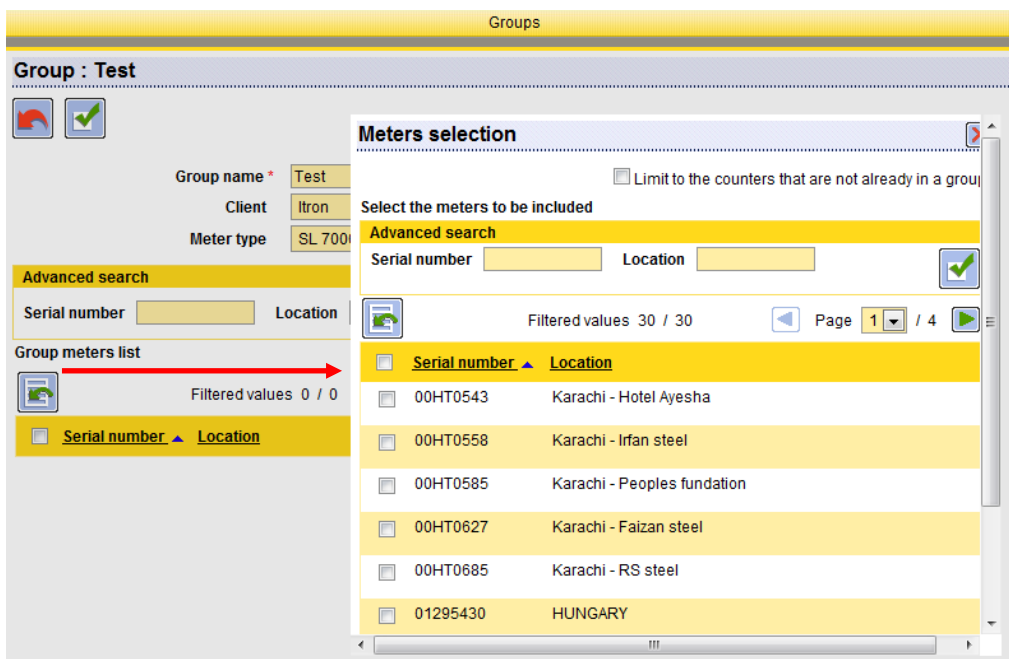 Groups
Group : Test
Meters selection
Limit to the counters that are not already in a group
Group name * Test
Client Itron
Meter type SL 7000
Select the meters to be included
Advanced search
Serial number Location
Advanced search
Serial number Location
Filtered values 30 / 30 Page 1 / 4
Group meters list
Filtered values 0 / 0
Serial number Location
Serial number Location
00HT0543 Karachi - Hotel Ayesha
00HT0558 Karachi - Irfan steel
00HT0585 Karachi - Peoples fundation
00HT0627 Karachi - Faizan steel
00HT0685 Karachi - RS steel
01295430 HUNGARY